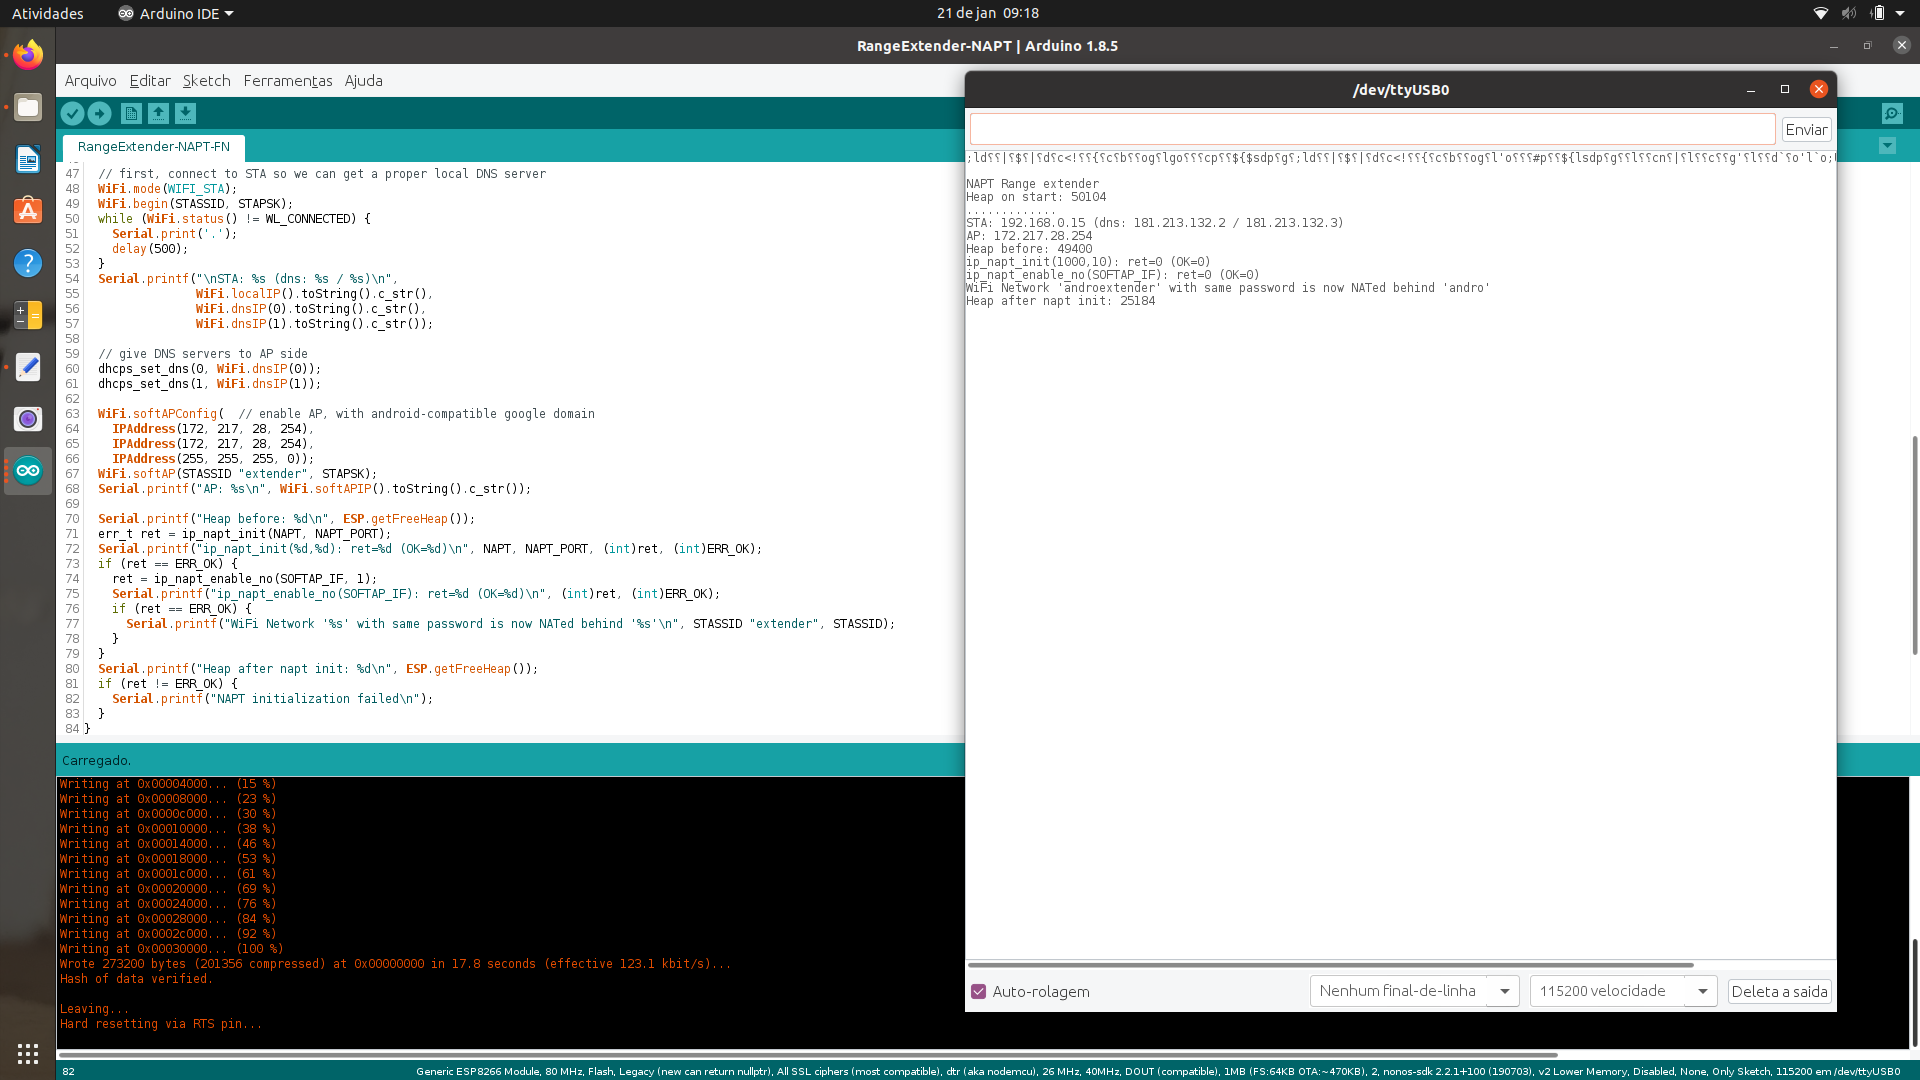 Atividades
Arduino IDE
21 de jan 09:18
RangeExtender-NAPT | Arduino 1.8.5
Arquivo Editar Sketch Ferramentas Ajuda
RangeExtender-NAPT-FN
47 // first, connect to STA so we can get a proper local DNS server
48 WiFi.mode(WIFI_STA);
49 WiFi.begin(STASSID, STAPSK);
50 while (WiFi.status() != WL_CONNECTED) {
51 Serial.print('.');
52 delay(500);
53 }
54 Serial.printf("\nSTA: %s (dns: %s / %s)\n",
55 WiFi.localIP().toString().c_str(),
56 WiFi.dnsIP(0).toString().c_str(),
57 WiFi.dnsIP(1).toString().c_str());
58
59 // give DNS servers to AP side
60 dhcps_set_dns(0, WiFi.dnsIP(0));
61 dhcps_set_dns(1, WiFi.dnsIP(1));
62
63 WiFi.softAPConfig( // enable AP, with android-compatible google domain
64 IPAddress(172, 217, 28, 254),
65 IPAddress(172, 217, 28, 254),
66 IPAddress(255, 255, 255, 0));
67 WiFi.softAP(STASSID "extender", STAPSK);
68 Serial.printf("AP: %s\n", WiFi.softAPIP().toString().c_str());
69
70 Serial.printf("Heap before: %d\n", ESP.getFreeHeap());
71 err_t ret = ip_napt_init(NAPT, NAPT_PORT);
72 Serial.printf("ip_napt_init(%d,%d): ret=%d (OK=%d)\n", NAPT, NAPT_PORT, (int)ret, (int)ERR_OK);
73 if (ret == ERR_OK) {
74 ret = ip_napt_enable_no(SOFTAP_IF, 1);
75 Serial.printf("ip_napt_enable_no(SOFTAP_IF): ret=%d (OK=%d)\n", (int)ret, (int)ERR_OK);
76 if (ret == ERR_OK) {
77 Serial.printf("WiFi Network '%s' with same password is now NATed behind '%s'\n", STASSID "extender", STASSID);
78 }
79 }
80 Serial.printf("Heap after napt init: %d\n", ESP.getFreeHeap());
81 if (ret != ERR_OK) {
82 Serial.printf("NAPT initialization failed\n");
83 }
84 }
Carregado.
Writing at 0x00004000... (15 %)
Writing at 0x00008000... (23 %)
Writing at 0x0000c000... (30 %)
Writing at 0x00010000... (38 %)
Writing at 0x00014000... (46 %)
Writing at 0x00018000... (53 %)
Writing at 0x0001c000... (61 %)
Writing at 0x00020000... (69 %)
Writing at 0x00024000... (76 %)
Writing at 0x00028000... (84 %)
Writing at 0x0002c000... (92 %)
Writing at 0x00030000... (100 %)
Wrote 273200 bytes (201356 compressed) at 0x00000000 in 17.8 seconds (effective 123.1 kbit/s)...
Hash of data verified.
Leaving...
Hard resetting via RTS pin...
82
Generic ESP8266 Module, 80 MHz, Flash, Legacy (new can return nullptr), All SSL ciphers (most compatible), dtr (aka nodemcu), 26 MHz, 40MHz, DOUT (compatible), 1MB (FS:64KB OTA:~470KB), 2, nonos-sdk 2.2.1+100 (190703), v2 Lower Memory, Disabled, None, Only Sketch, 115200 em /dev/ttyUSB0
/dev/ttyUSB0
Enviar
NAPT Range extender
Heap on start: 50104
.............
STA: 192.168.0.15 (dns: 181.213.132.2 / 181.213.132.3)
AP: 172.217.28.254
Heap before: 49400
ip_napt_init(1000,10): ret=0 (OK=0)
ip_napt_enable_no(SOFTAP_IF): ret=0 (OK=0)
WiFi Network 'androextender' with same password is now NATed behind 'andro'
Heap after napt init: 25184
Auto-rolagem
Nenhum final-de-linha
115200 velocidade
Deleta a saida